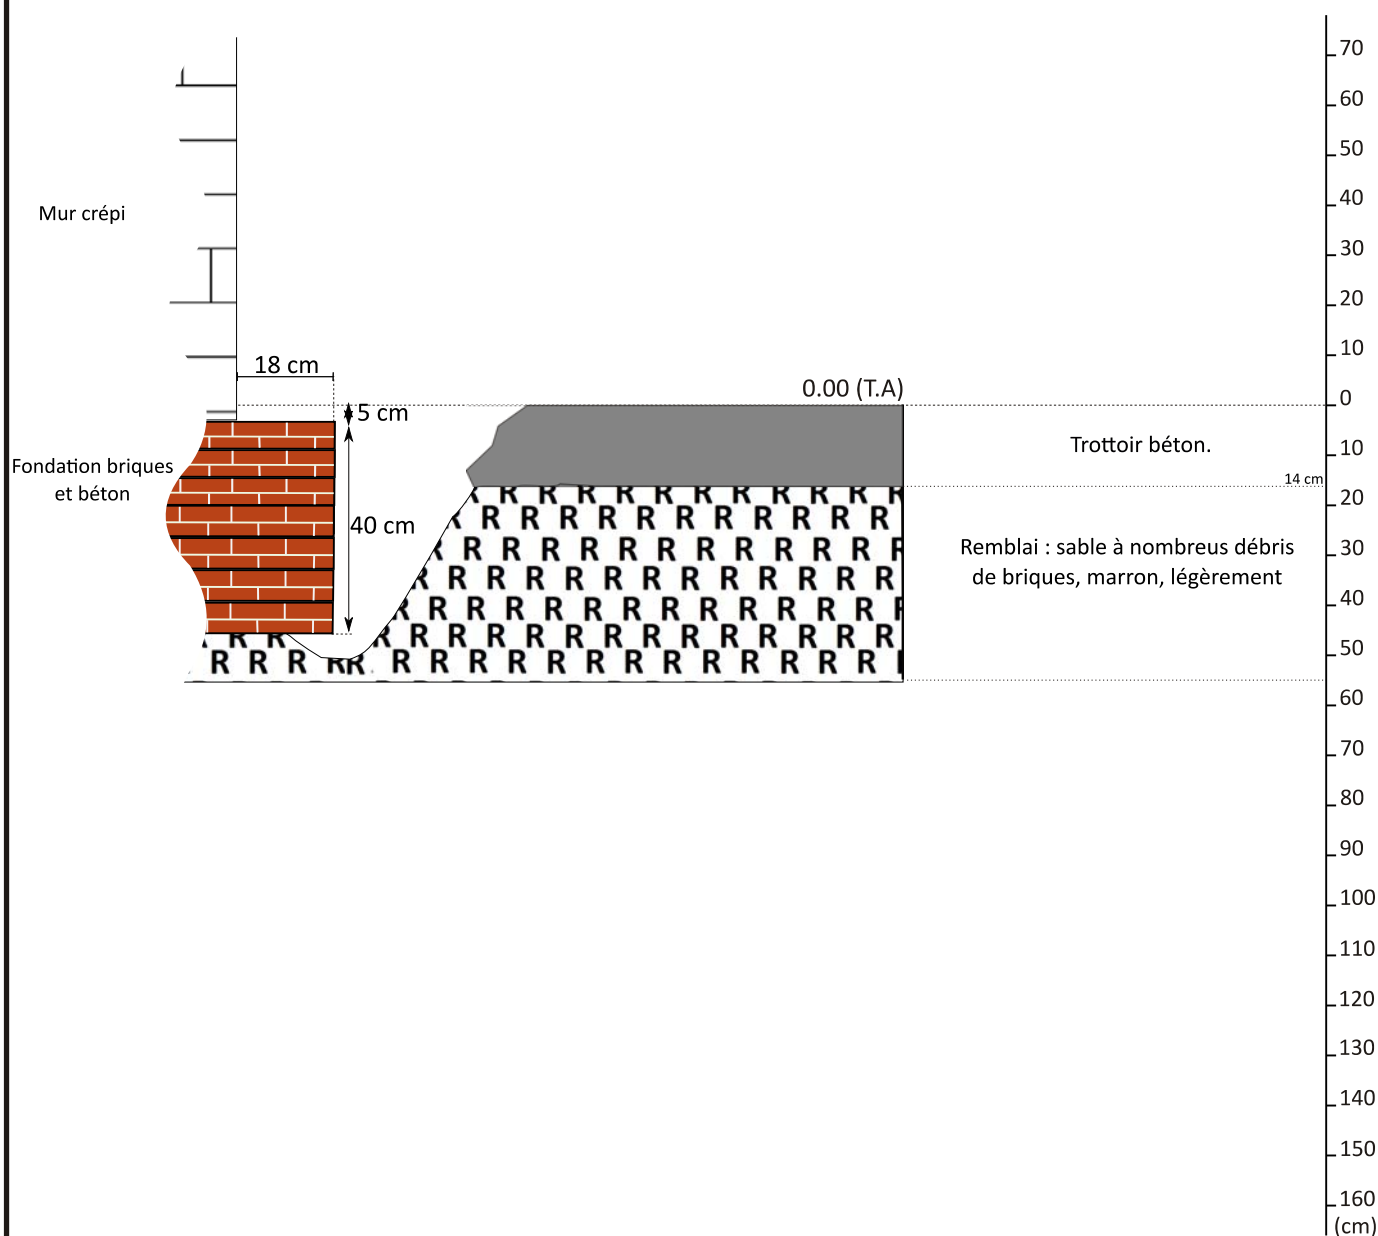 70
60
50
40
Mur crépi
30
20
10
18 cm
0.00 (T.A)
0
5 cm
Trottoir béton.
10
Fondation briques
et béton
14 cm
20
40 cm
Remblai : sable à nombreus débris
de briques, marron, légèrement
30
40
50
60
70
80
90
100
110
120
130
140
150
160
(cm)